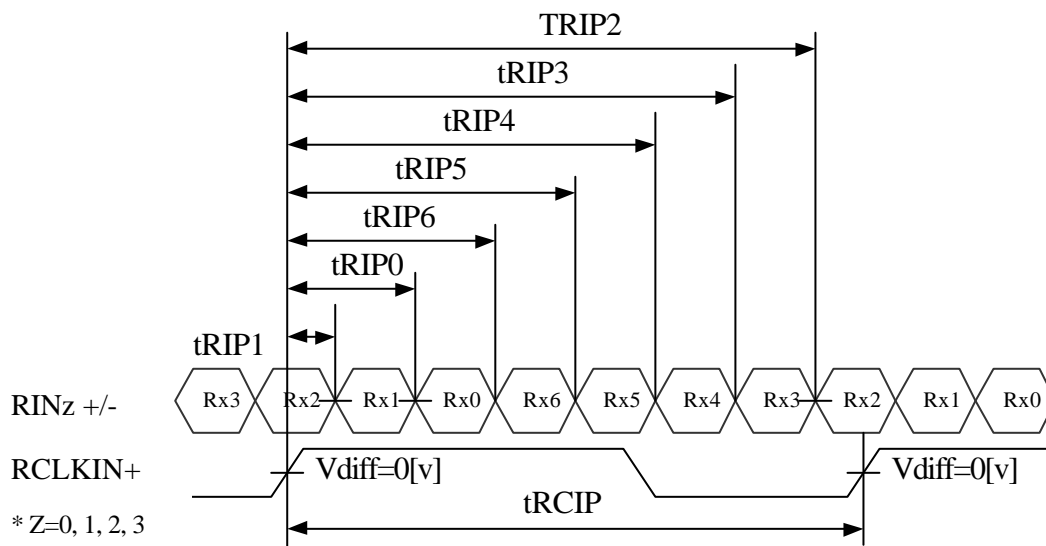 TRIP2
tRIP3
tRIP4
tRIP5
tRIP6
tRIP0
tRIP1
RINz +/- Rx3 Rx2 Rx1 Rx0 Rx6 Rx5 Rx4 Rx3 Rx2 Rx1 Rx0
RCLKIN+ Vdiff=0[v] Vdiff=0[v]
tRCIP
* Z=0, 1, 2, 3